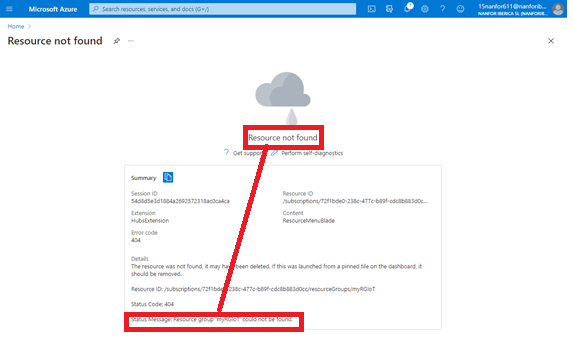 Microsoft Azure
Search resources, services, and docs (G+/)
15nanfor611@nanforib...
NANFOR IBERICA SL (NANFORIB...
Home
Resource not found
Resource not found
Get support
Perform self-diagnostics
Summary
Session ID
54d8d5e3d1884a2692572318ac0ca4ca
Resource ID
/subscriptions/72f1bde0-238c-477c-b89f-cdc8b883d0c...
Extension
HubsExtension
Content
ResourceMenuBlade
Error code
404
Details
The resource was not found, it may have been deleted. If this was launched from a pinned tile on the dashboard, it
should be removed.
Resource ID: /subscriptions/72f1bde0-238c-477c-b89f-cdc8b883d0cc/resourceGroups/myRGIoT
Status Code: 404
Status Message: Resource group 'myRGIoT' could not be found.